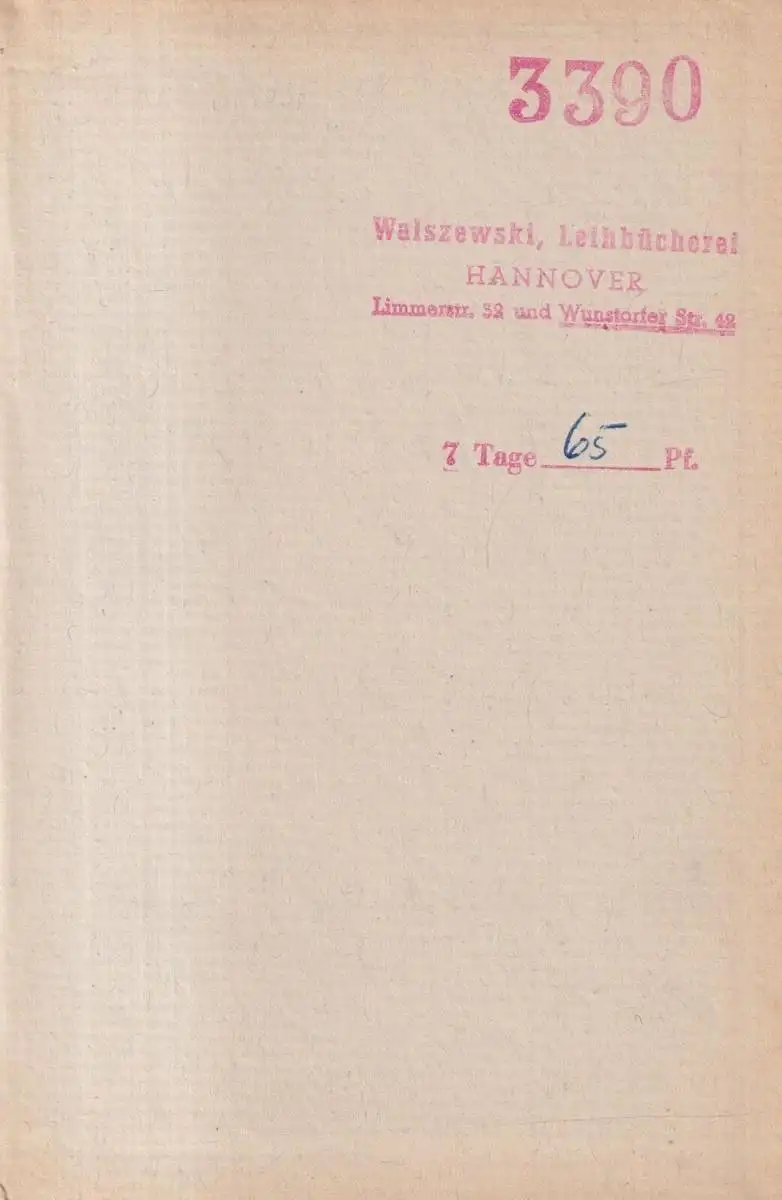 3390
Walszewski, Leihbücherei
HANNOVER
Limmerstr. 52 und Wunstorfer Str. 42
7 Tage 65 Pf.